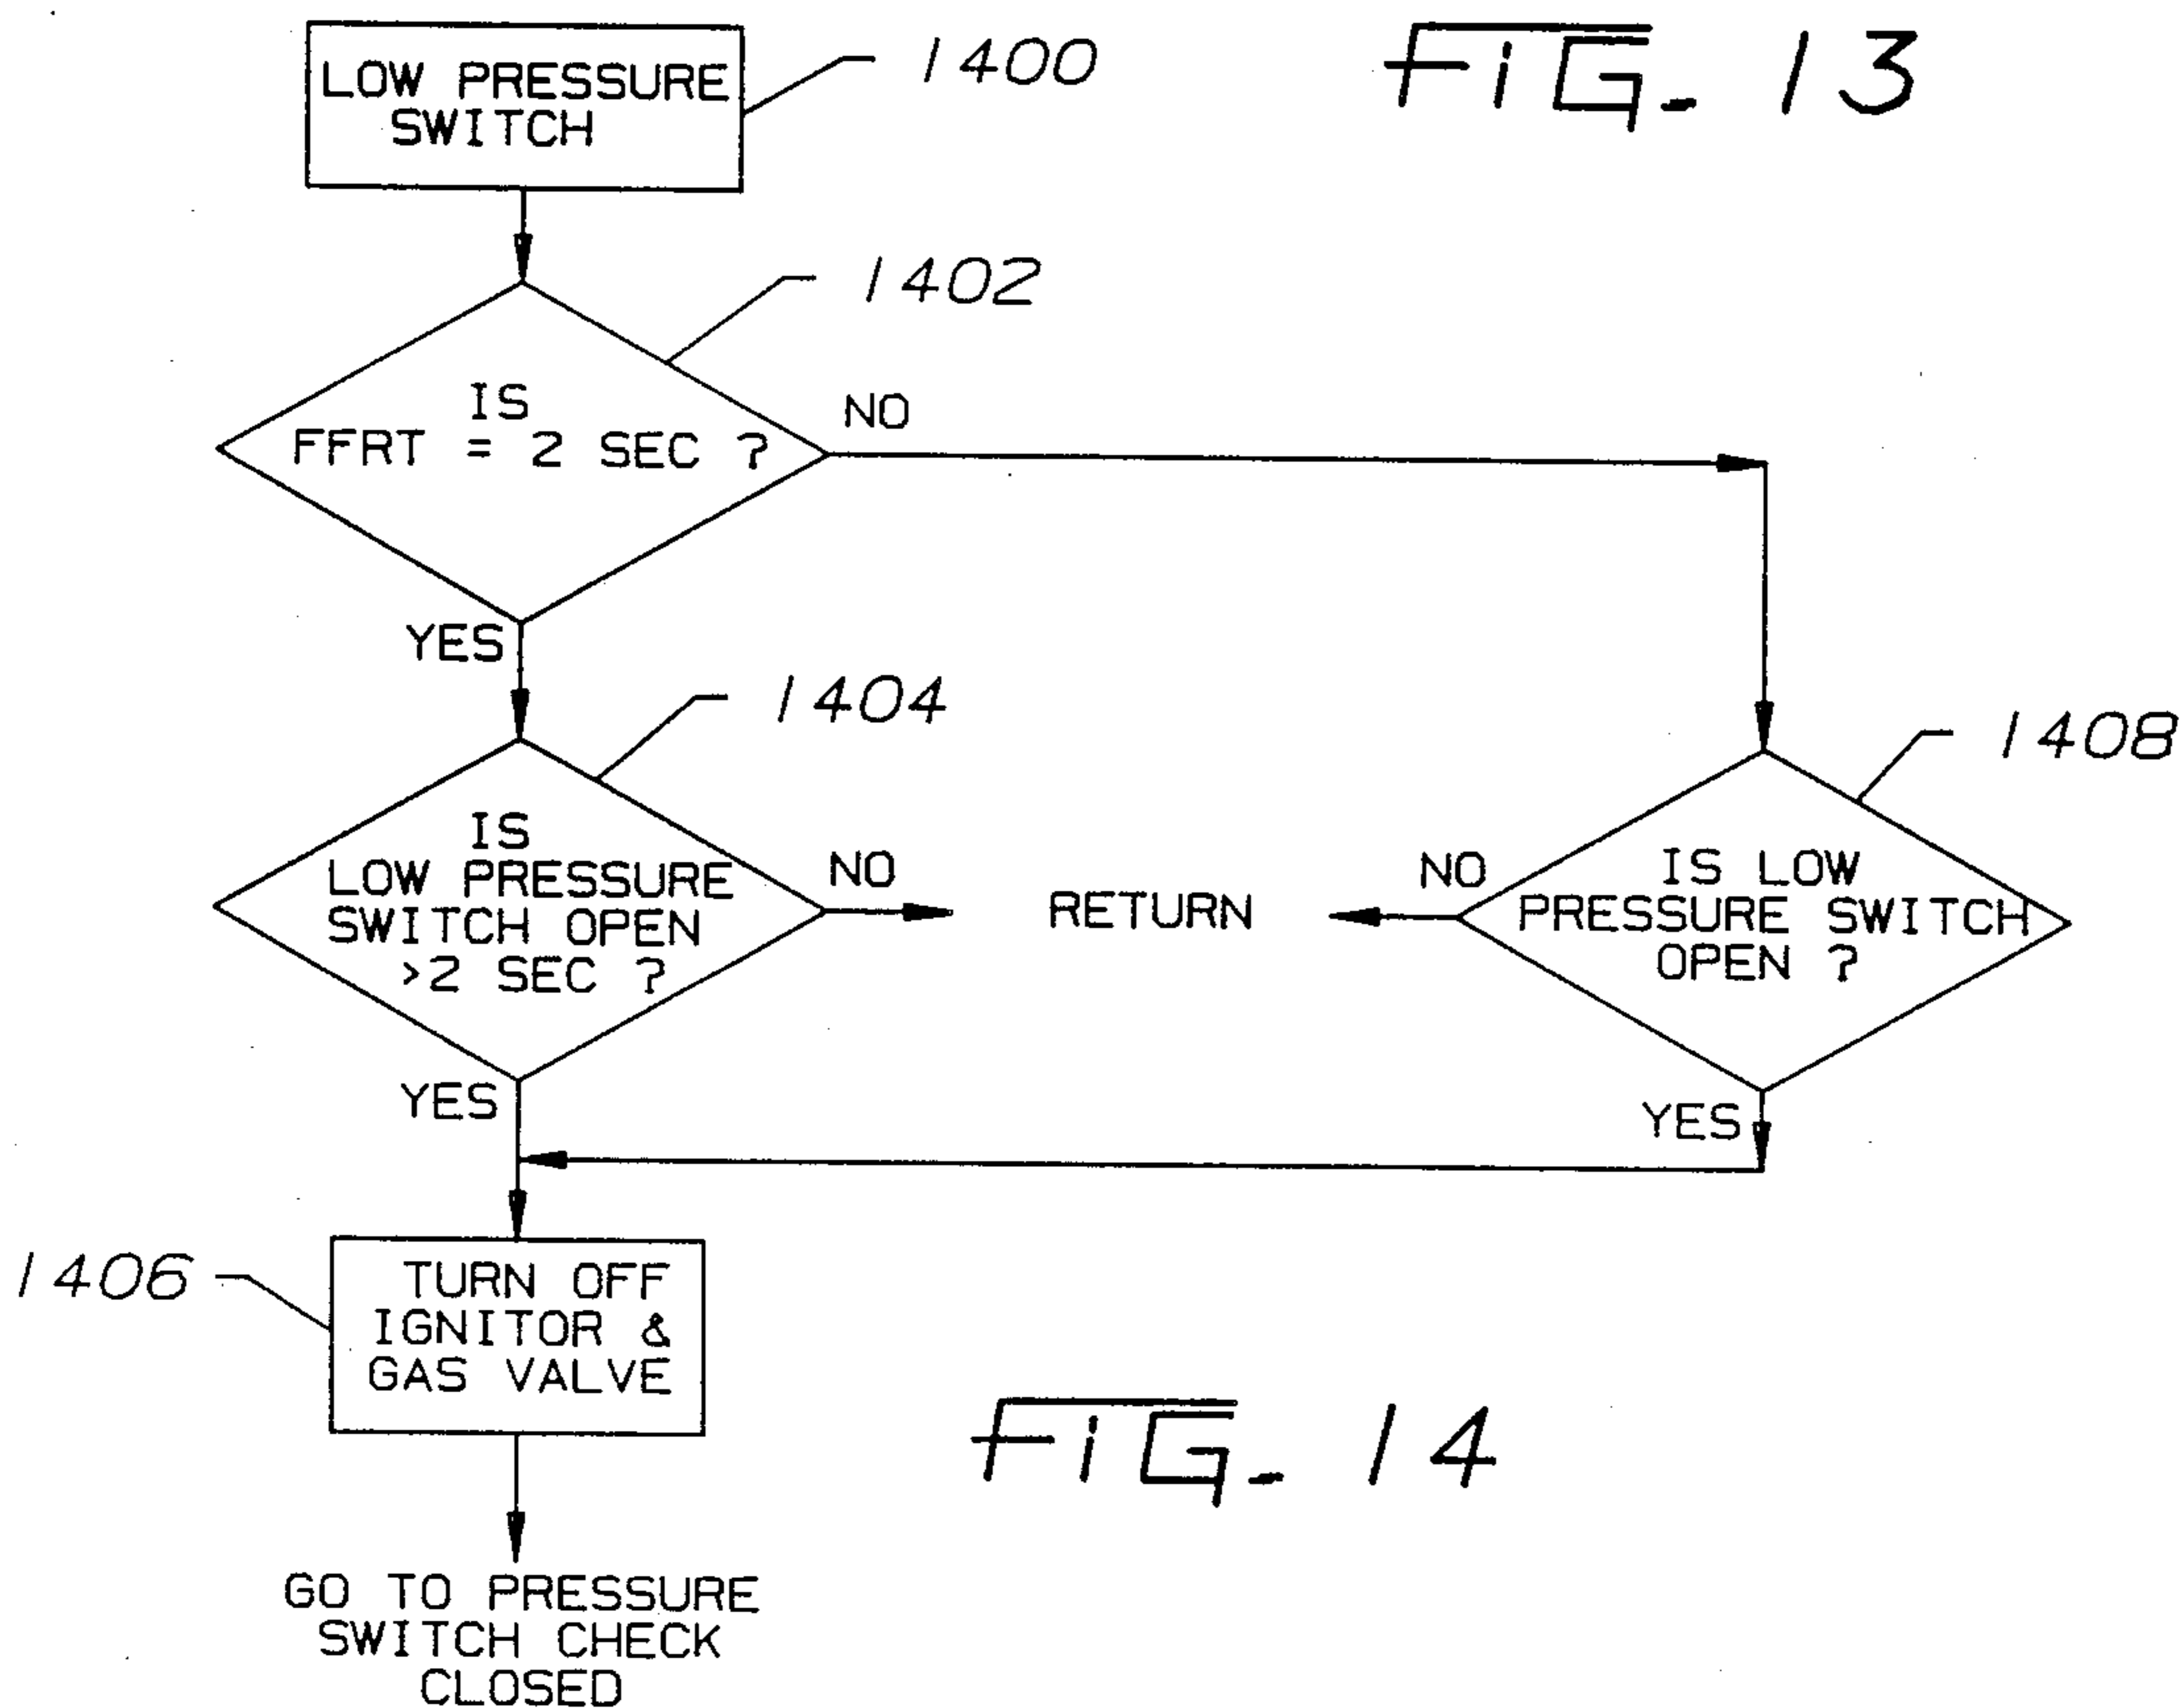 LOW PRESSURE
SWITCH
1400
FIG. 13
1402
IS
FFRT = 2 SEC ?
NO
YES
1404
1408
IS
LOW PRESSURE
SWITCH OPEN
>2 SEC ?
NO
RETURN
NO
IS LOW
PRESSURE SWITCH
OPEN ?
YES
YES
1406
TURN OFF
IGNITOR &
GAS VALVE
FIG. 14
GO TO PRESSURE
SWITCH CHECK
CLOSED